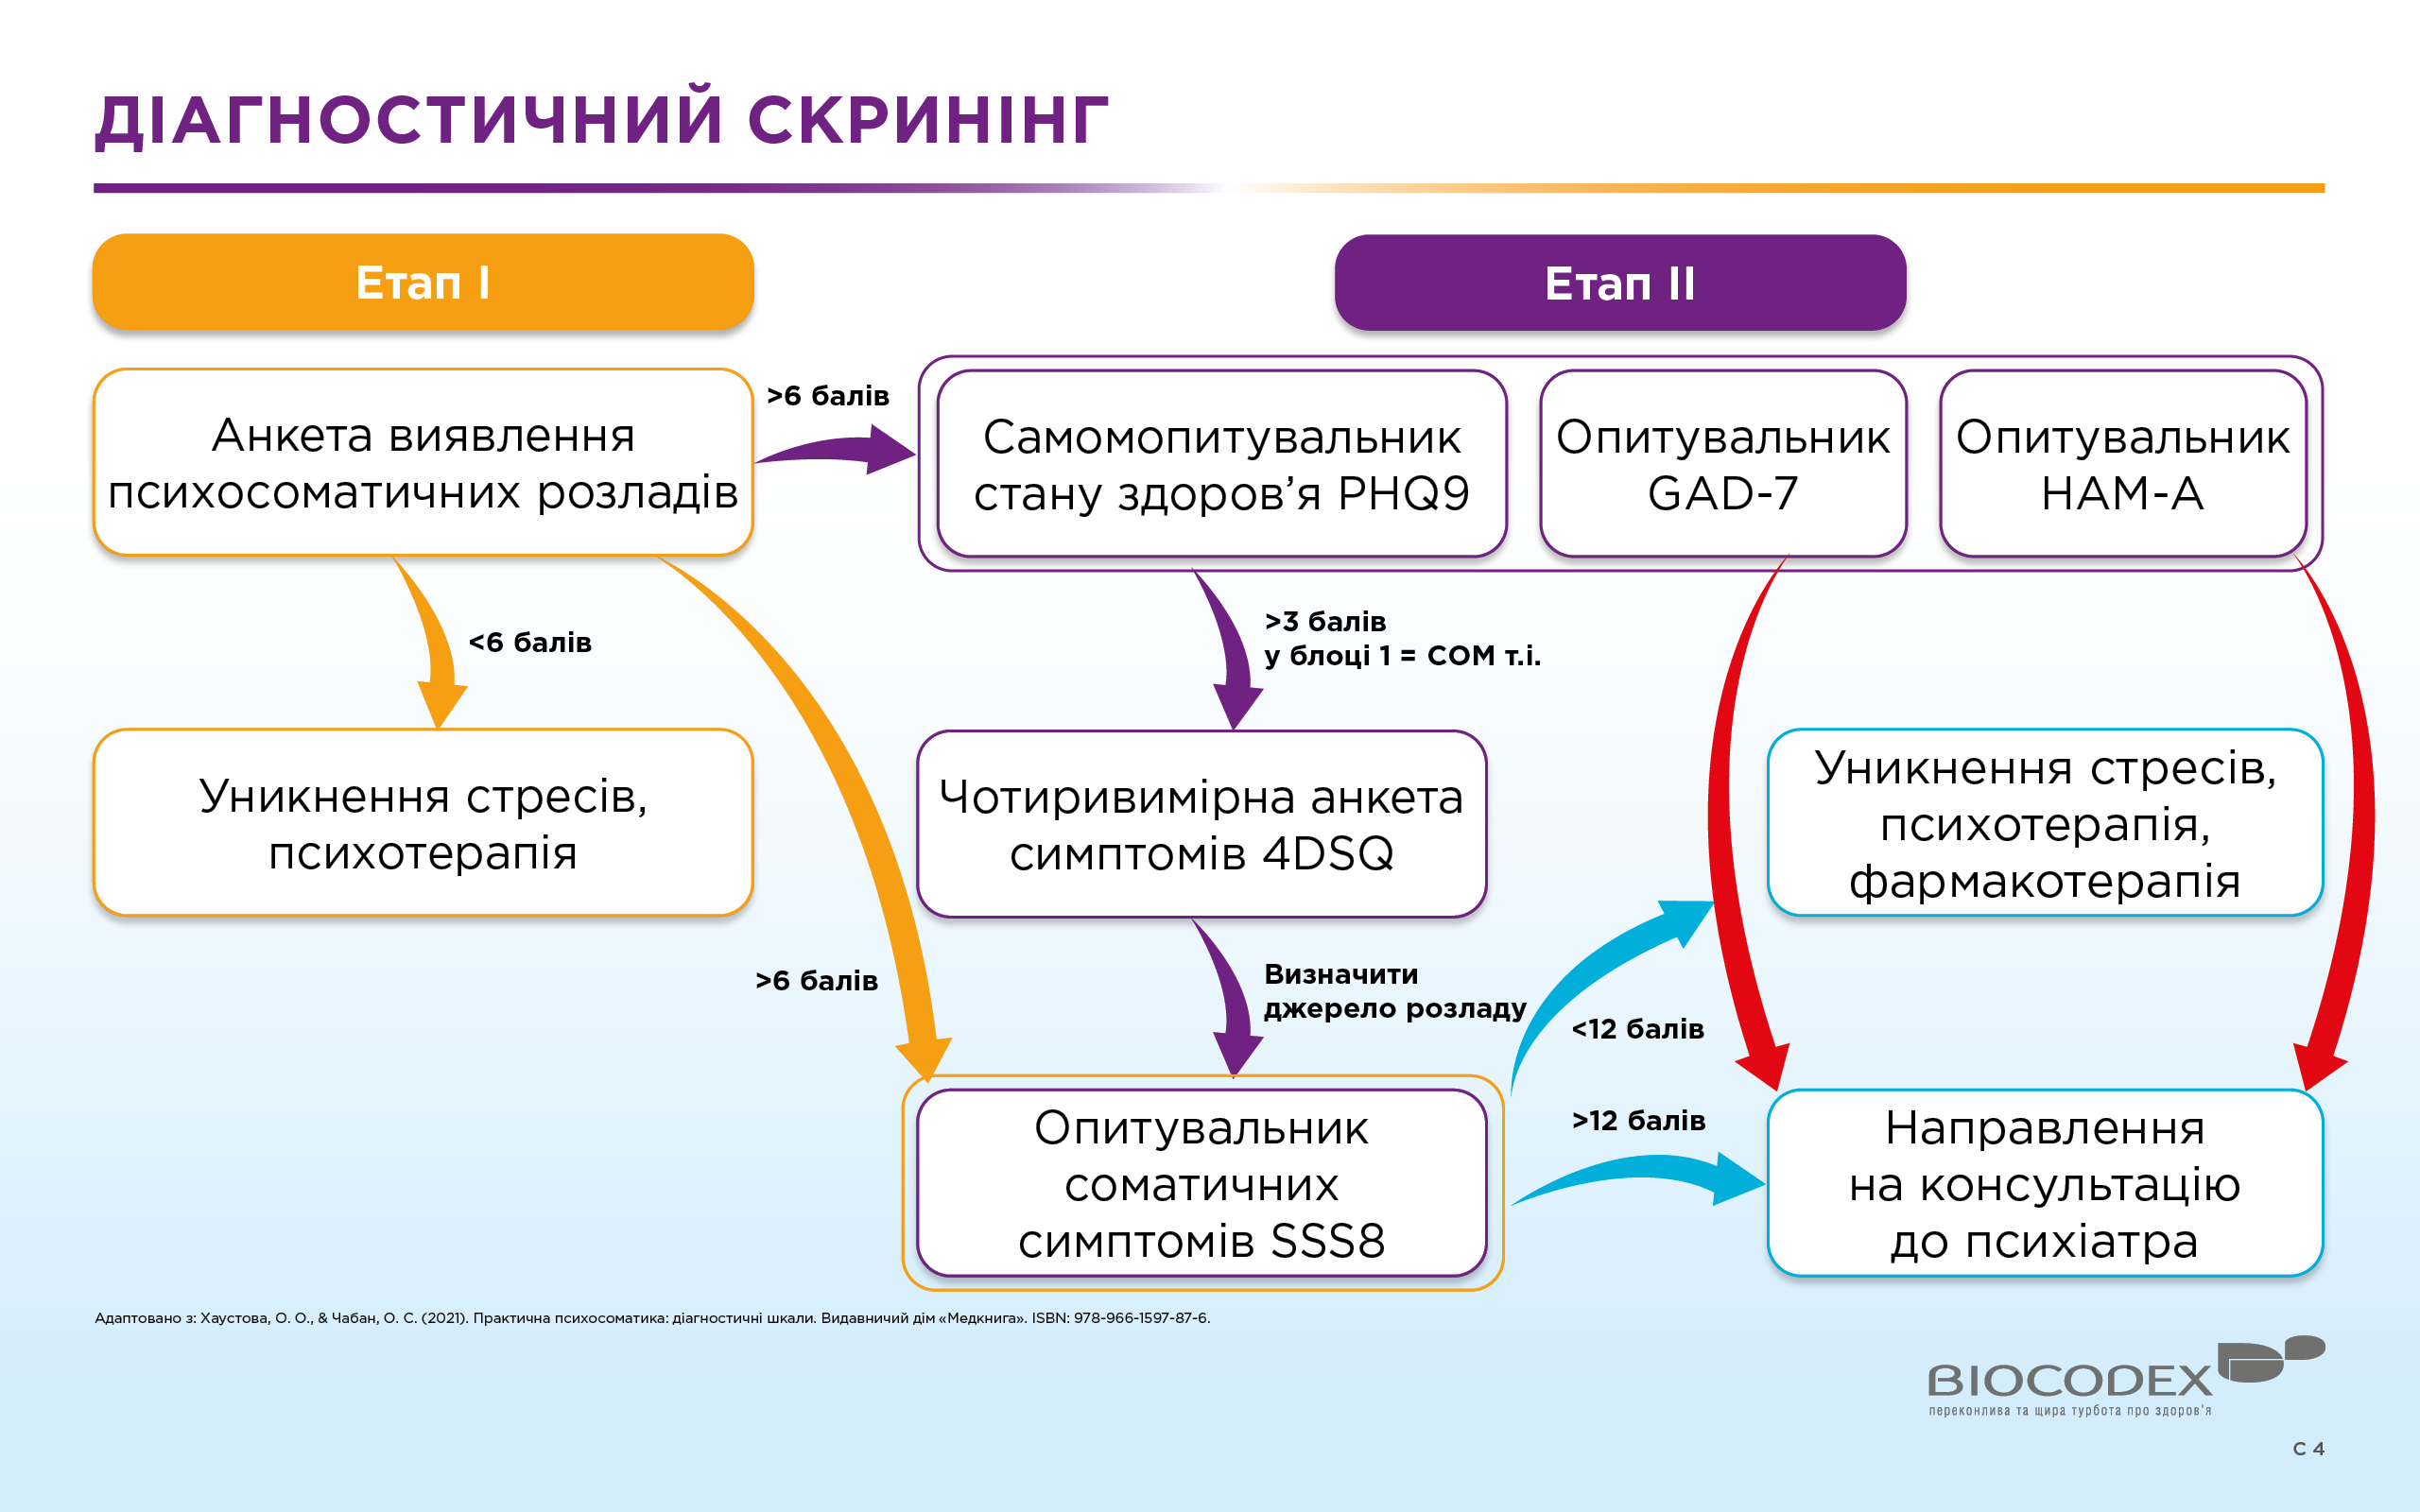 ДІАГНОСТИЧНИЙ СКРИНІНГ
Етап I
Етап II
Анкета виявлення
психосоматичних розладів
>6 балів
Самомопитувальник
стану здоров’я PHQ9
Опитувальник
GAD-7
Опитувальник
HAM-A
<6 балів
>3 балів
у блоці 1 = СОМ т.і.
Уникнення стресів,
психотерапія
Чотиривимірна анкета
симптомів 4DSQ
Уникнення стресів,
психотерапія,
фармакотерапія
>6 балів
Визначити
джерело розладу
<12 балів
>12 балів
Опитувальник
соматичних
симптомів SSS8
Направлення
на консультацію
до психіатра
Адаптовано з: Хаустова, О. О., & Чабан, О. С. (2021). Практична психосоматика: діагностичні шкали. Видавничий дім «Медкнига». ISBN: 978-966-1597-87-6.
BIOCODEX
переконлива та щира турбота про здоров’я
С 4